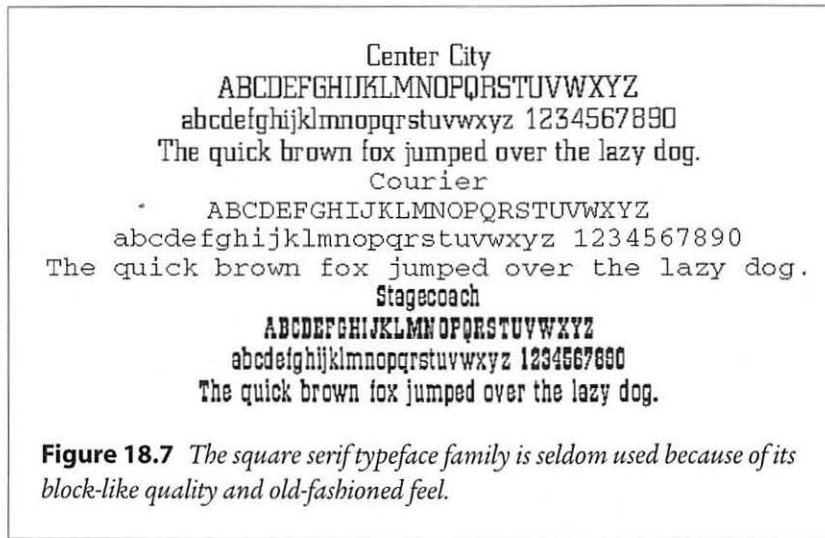 Center City
ABCDEFGHIJKLMNOPQRSTUVWXYZ
abcdefghijklmnopqrstuvwxyz 1234567890
The quick brown fox jumped over the lazy dog.
Courier
ABCDEFGHIJKLMNOPQRSTUVWXYZ
abcdefghijklmnopqrstuvwxyz 1234567890
The quick brown fox jumped over the lazy dog.
Stagecoach
ABCDEFGHIJKLMNOPQRSTUVWXYZ
abcdefghijklmnopqrstuvwxyz 1234567890
The quick brown fox jumped over the lazy dog.
Figure 18.7 The square serif typeface family is seldom used because of its
block-like quality and old-fashioned feel.